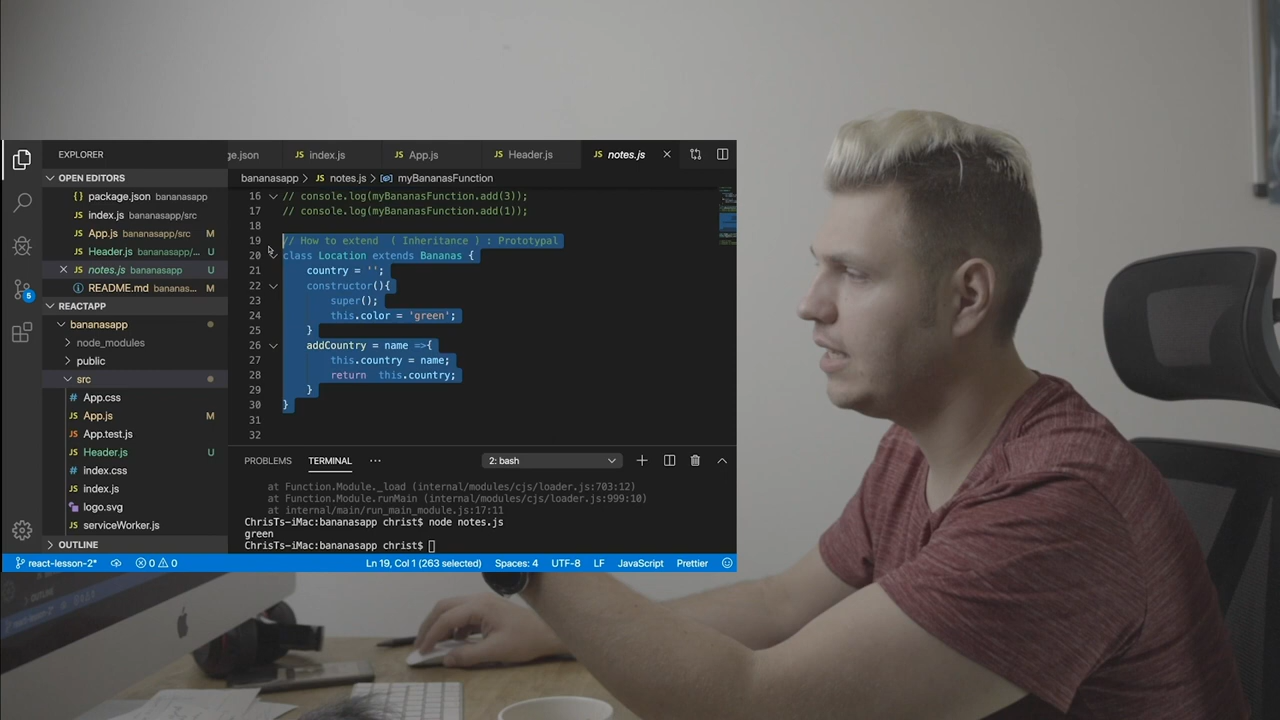 EXPLORER
OPEN EDITORS
package.json bananasapp
index.js bananasapp/src
App.js bananasapp/src M
Header.js bananasapp/... U
notes.js bananasapp U
README.md bananas... U
REACTAPP
bananasapp
node_modules
public
src
App.css
App.js M
App.test.js
Header.js U
index.css
index.js
logo.svg
serviceWorker.js
OUTLINE
ge.json index.js App.js Header.js notes.js
bananasapp > notes.js > myBananasFunction
16 // console.log(myBananasFunction.add(3));
17 // console.log(myBananasFunction.add(1));
18
19 // How to extend ( Inheritance ) : Prototypal
20 class Location extends Bananas {
21 country = '';
22 constructor(){
23 super();
24 this.color = 'green';
25 }
26 addCountry = name =>{
27 this.country = name;
28 return this.country;
29 }
30 }
31
32
PROBLEMS TERMINAL ... 2: bash
at Function.Module._load (internal/modules/cjs/loader.js:703:12)
at Function.Module.runMain (internal/modules/cjs/loader.js:999:10)
at internal/main/run_main_module.js:17:11
ChrisTs-iMac:bananasapp christ$ node notes.js
green
ChrisTs-iMac:bananasapp christ$
5
react-lesson-2* 0 0 Ln 19, Col 1 (263 selected) Spaces: 4 UTF-8 LF JavaScript Prettier